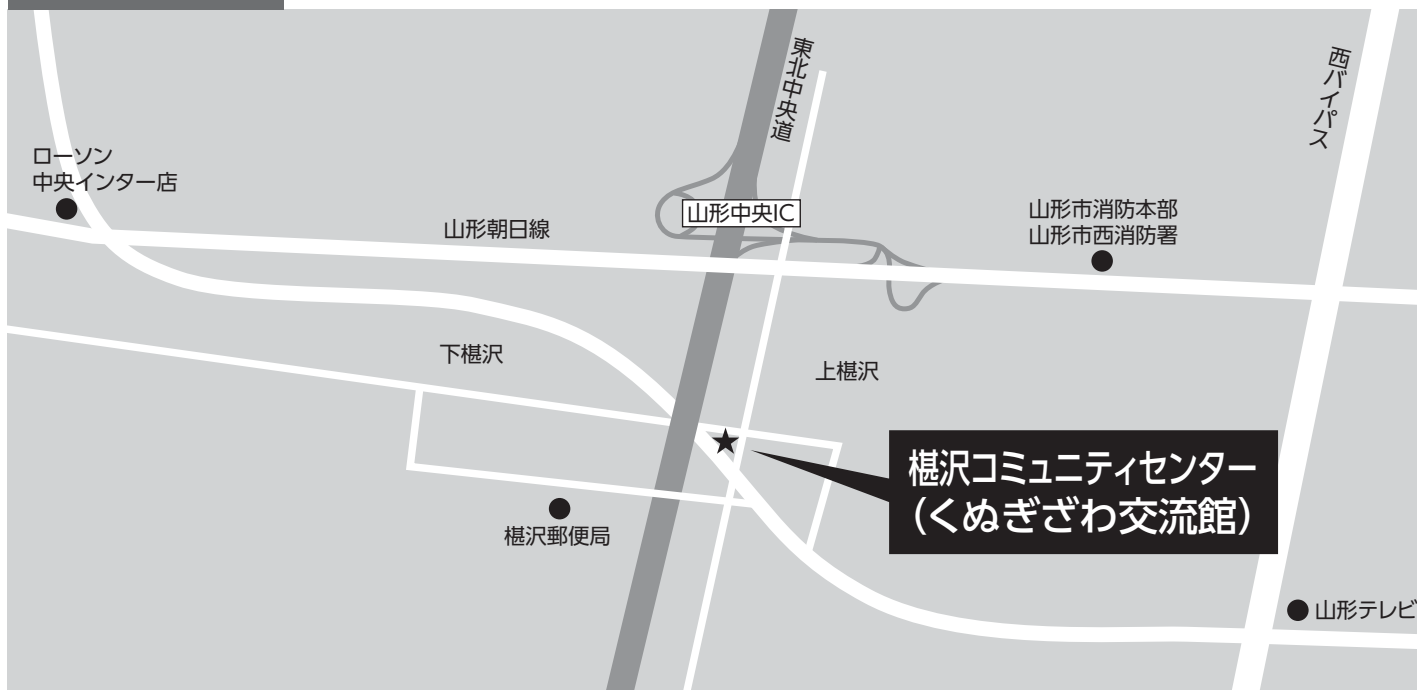 東北中央道
西バイパス
ローソン
中央インター店
山形中央IC
山形市消防本部
山形市西消防署
山形朝日線
下椹沢
上椹沢
椹沢コミュニティセンター
(くぬぎざわ交流館)
椹沢郵便局
山形テレビ